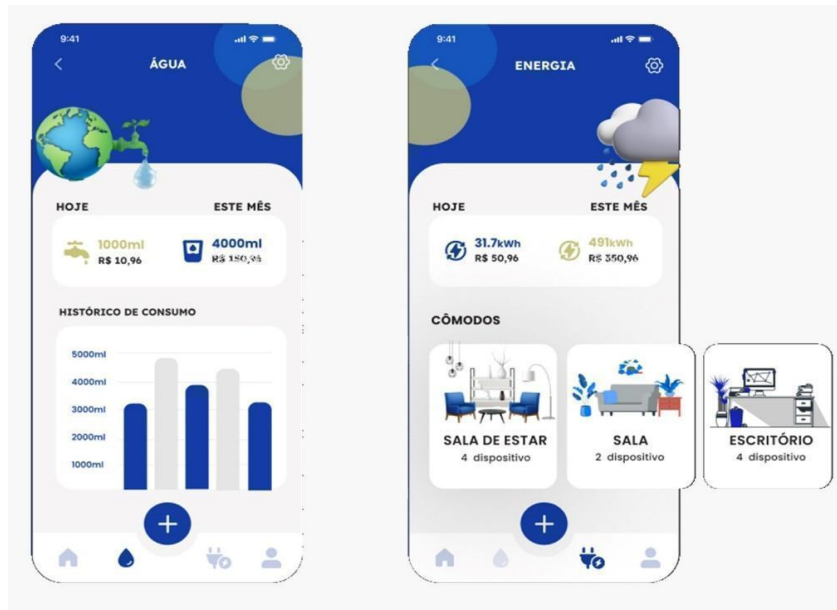 9:41
ÁGUA
HOJE
ESTE MÊS
1000ml
4000ml
R$ 10,96
R$ 150,96
HISTÓRICO DE CONSUMO
5000ml
4000ml
3000ml
2000ml
1000ml
9:41
ENERGIA
HOJE
ESTE MÊS
31.7kWh
491kWh
R$ 50,96
R$ 350,96
CÔMODOS
SALA DE ESTAR
4 dispositivo
SALA
2 dispositivo
ESCRITÓRIO
4 dispositivo